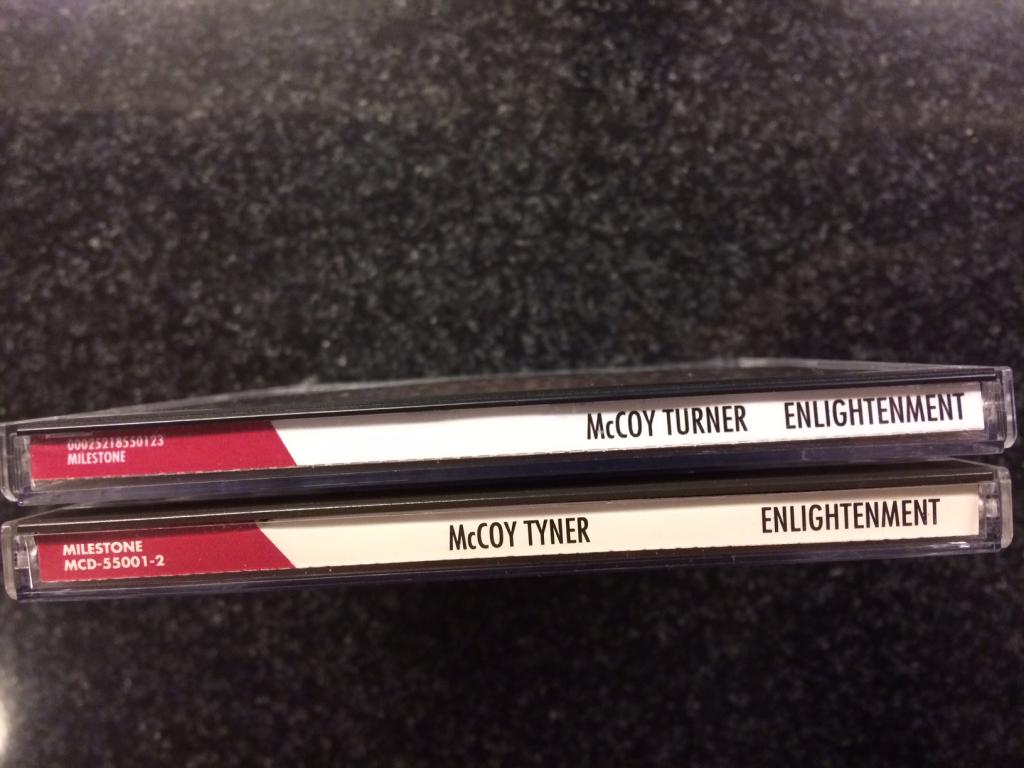 00025218550123
MILESTONE
McCOY TURNER ENLIGHTENMENT
MILESTONE
MCD-55001-2
McCOY TYNER ENLIGHTENMENT